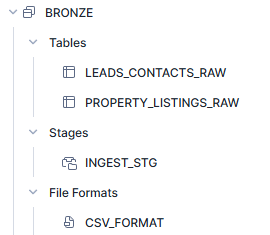 BRONZE
Tables
LEADS_CONTACTS_RAW
PROPERTY_LISTINGS_RAW
Stages
INGEST_STG
File Formats
CSV_FORMAT